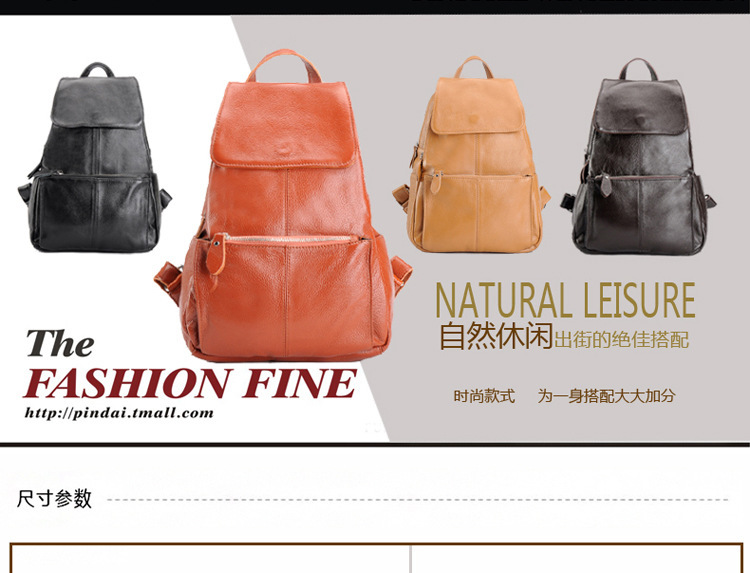 NATURAL LEISURE
自然休闲出街的绝佳搭配
The
FASHION FINE
http://pindai.tmall.com
时尚款式 为一身搭配大大加分
尺寸参数